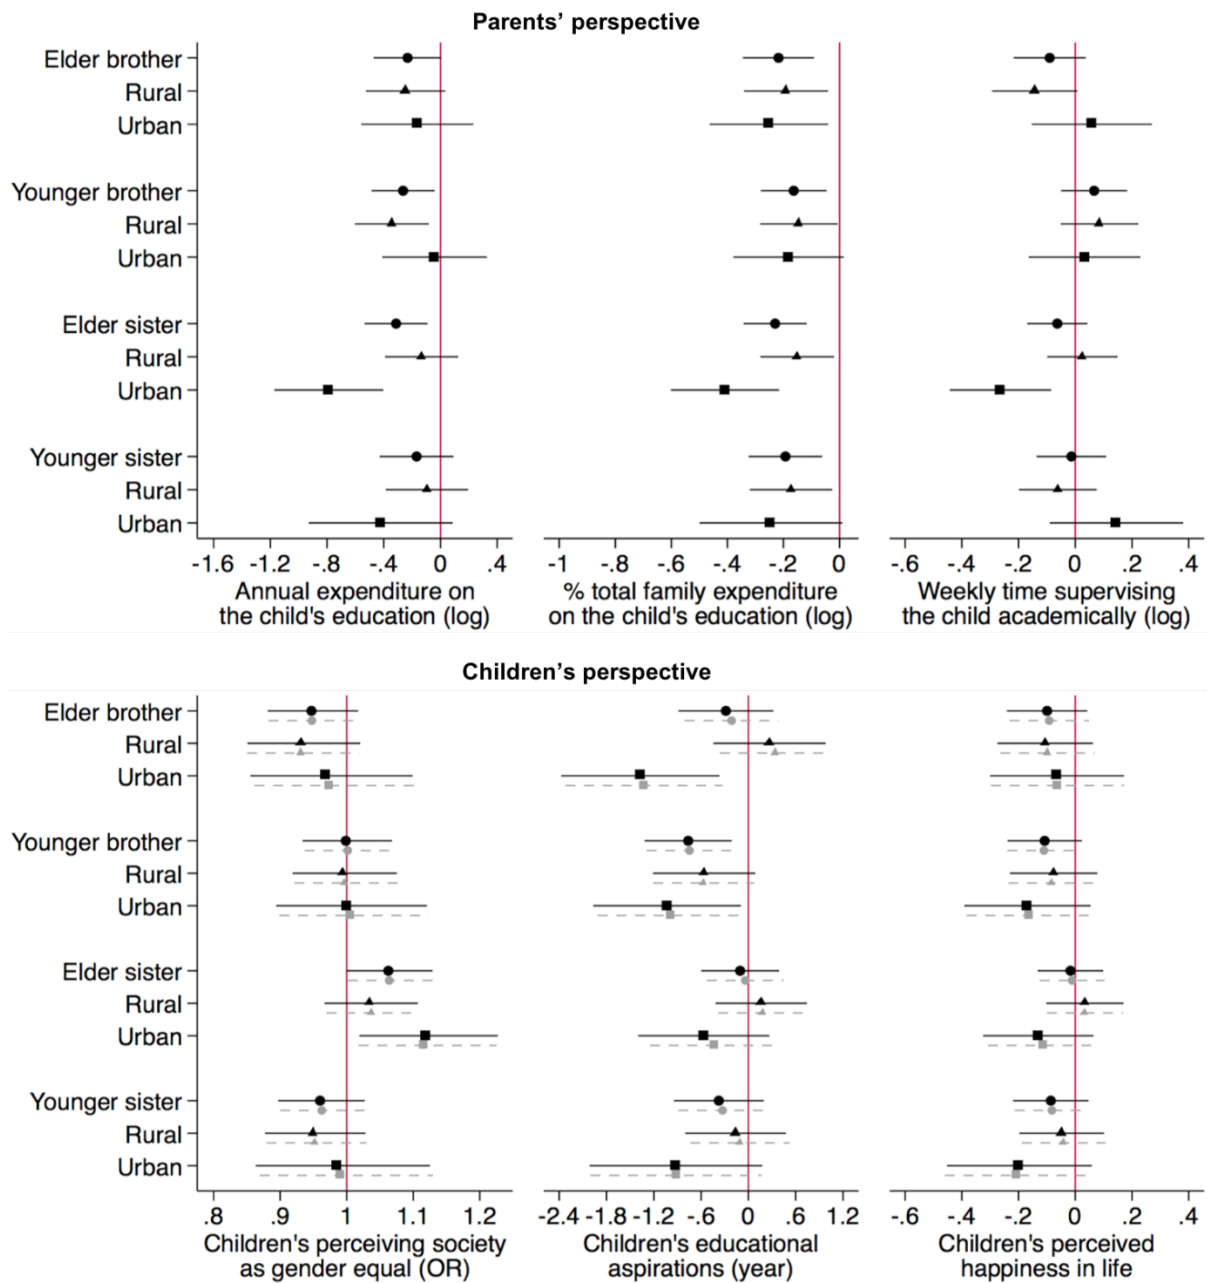 Parents’ perspective
Elder brother
Rural
Urban
Younger brother
Rural
Urban
Elder sister
Rural
Urban
Younger sister
Rural
Urban
-1.6 -1.2 -.8 -.4 0 .4
Annual expenditure on
the child's education (log)
-1 -.8 -.6 -.4 -.2 0
% total family expenditure
on the child's education (log)
-.6 -.4 -.2 0 .2 .4
Weekly time supervising
the child academically (log)
Children’s perspective
Elder brother
Rural
Urban
Younger brother
Rural
Urban
Elder sister
Rural
Urban
Younger sister
Rural
Urban
.8 .9 1 1.1 1.2
Children's perceiving society
as gender equal (OR)
-2.4 -1.8 -1.2 -.6 0 .6 1.2
Children's educational
aspirations (year)
-.6 -.4 -.2 0 .2 .4
Children's perceived
happiness in life